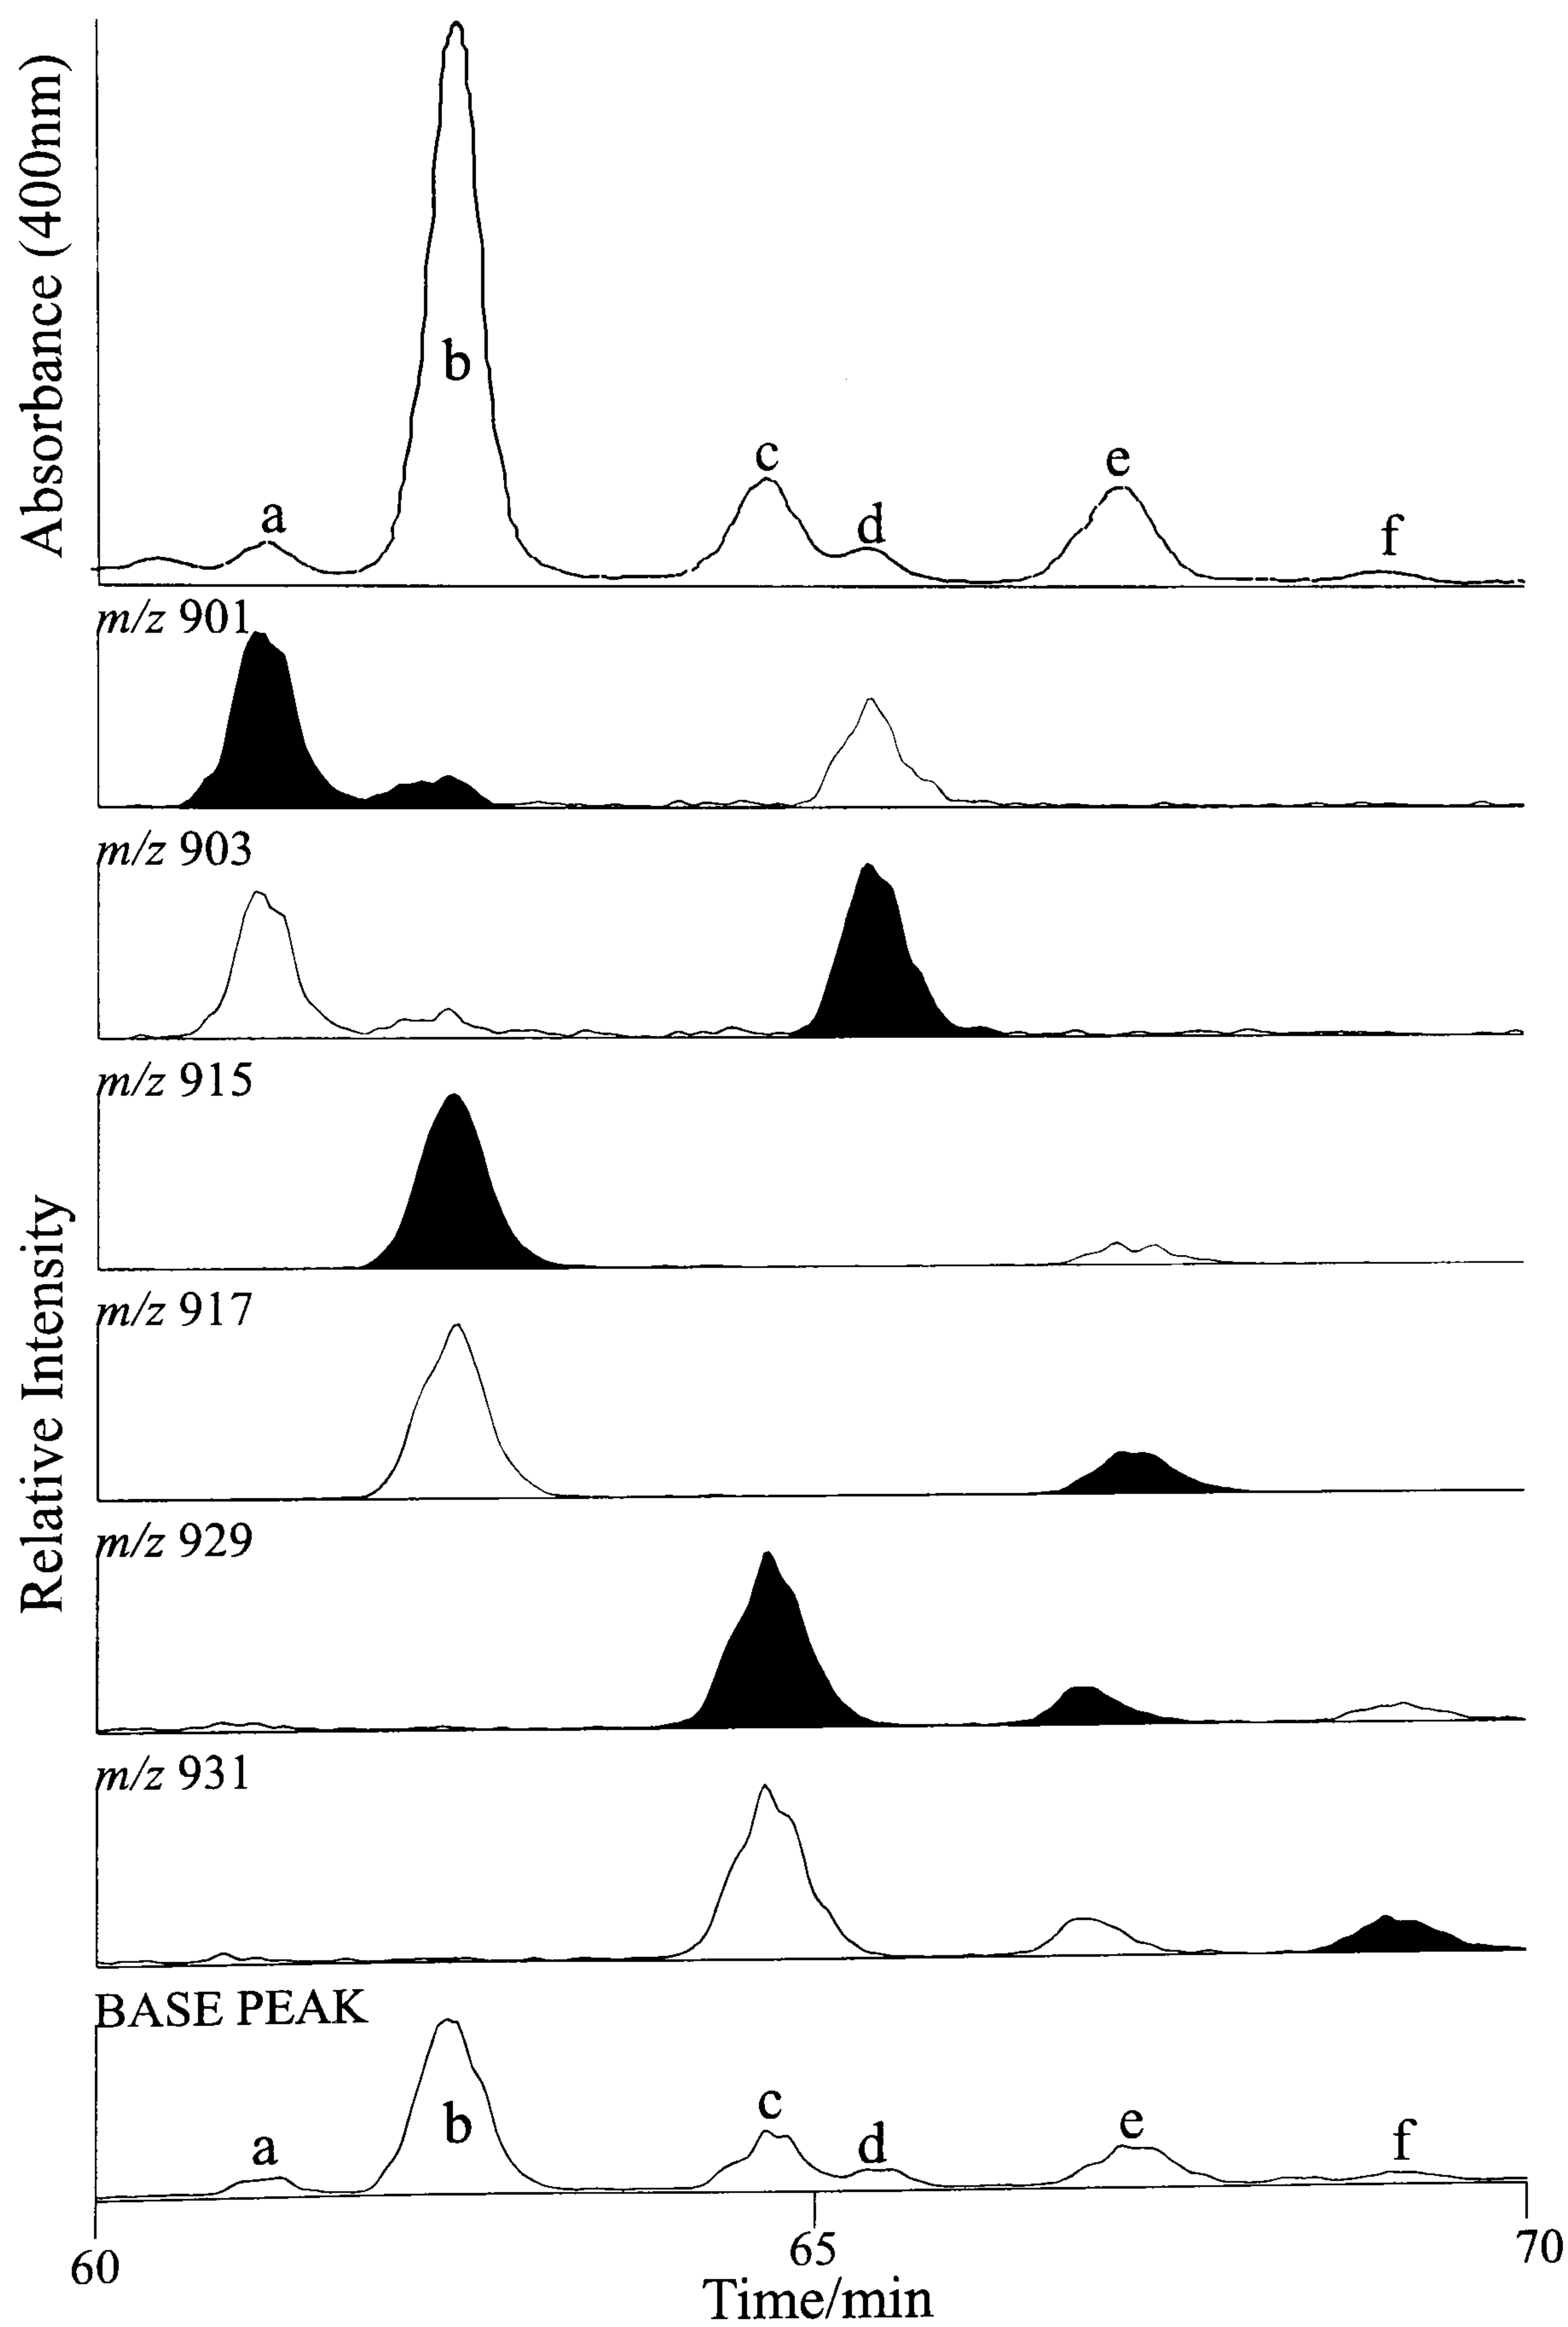 Absorbance (400nm)
b
c
e
a
d
f
m/z 901
m/z 903
m/z 915
m/z 917
Relative Intensity
m/z 929
m/z 931
BASE PEAK
b
c
e
a
d
f
60
65
70
Time/min